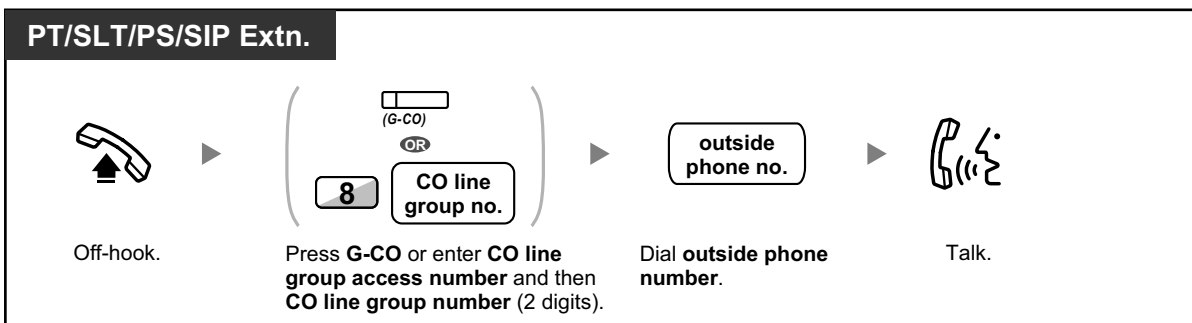 PT/SLT/PS/SIP Extn.
(G-CO)
OR
8
CO line
group no.
outside
phone no.
Off-hook.
Press G-CO or enter CO line
group access number and then
CO line group number (2 digits).
Dial outside phone
number.
Talk.